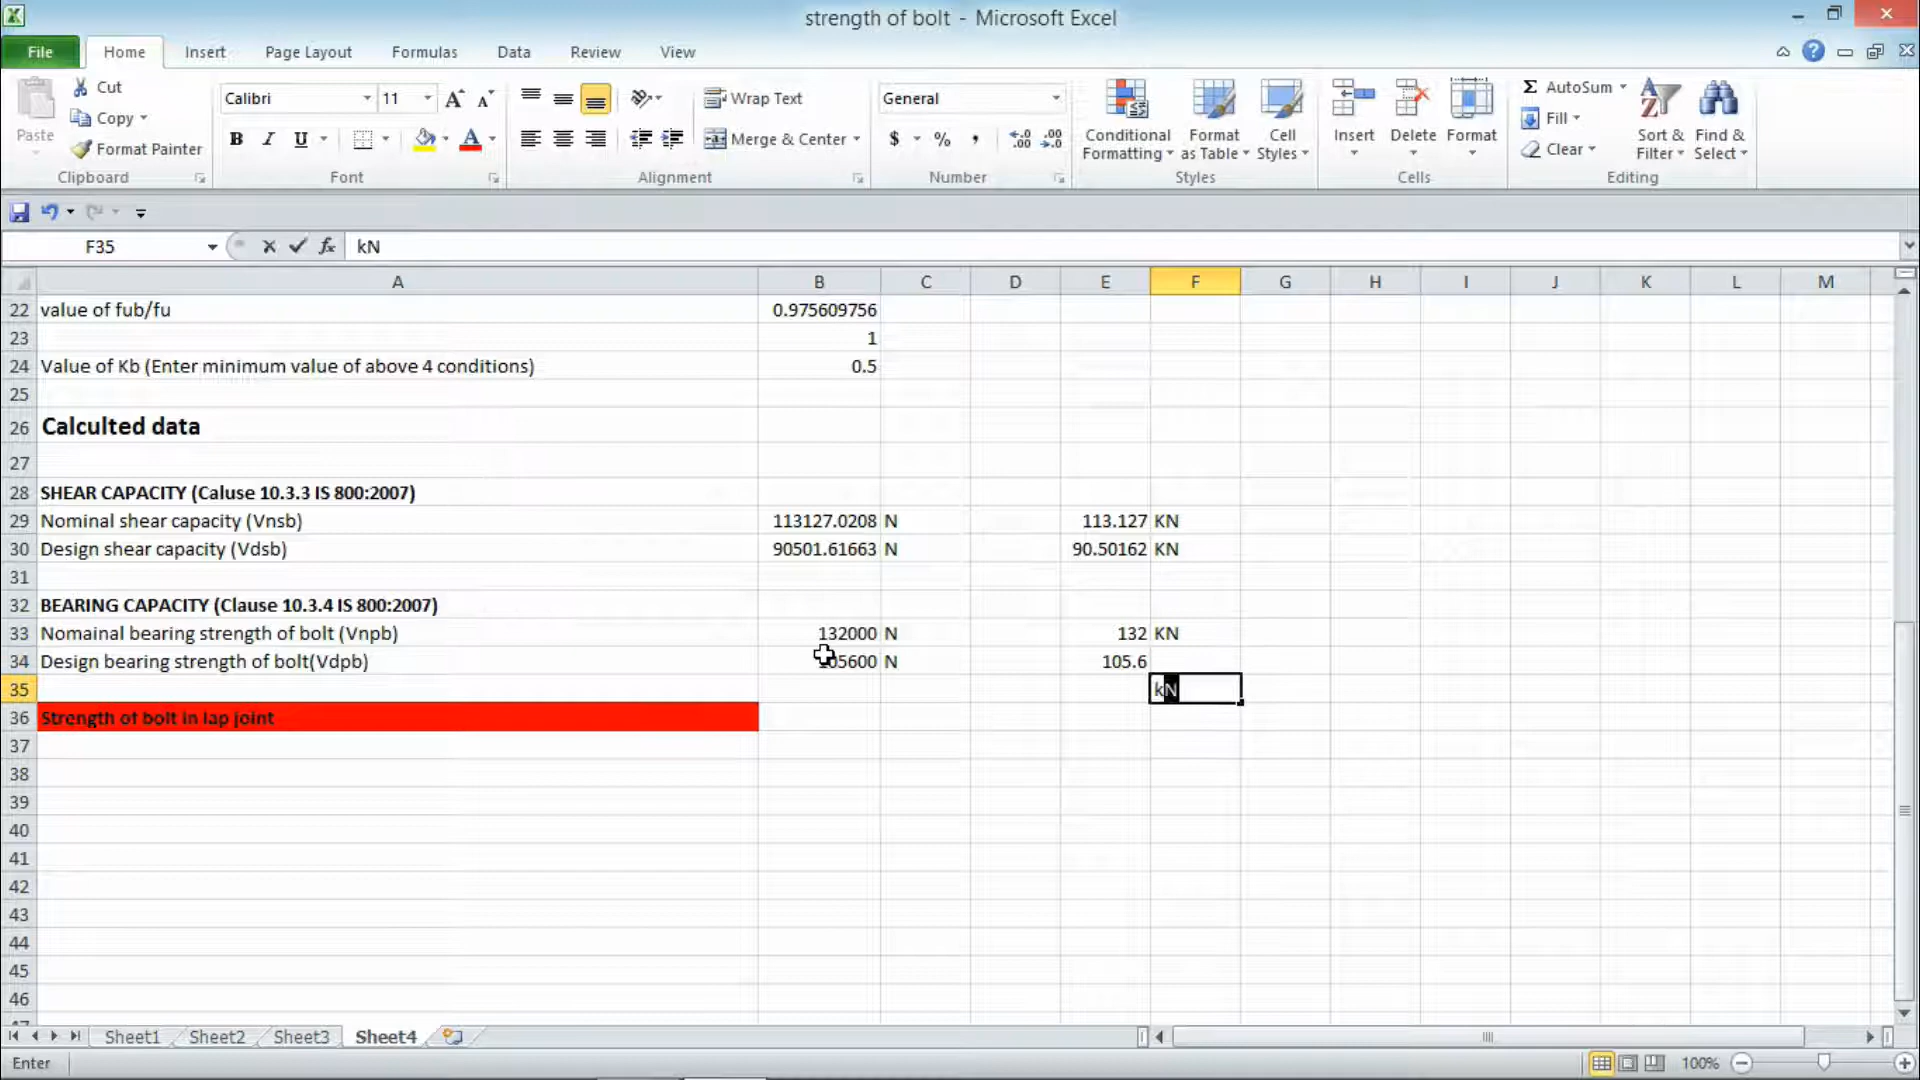 strength of bolt - Microsoft Excel
File Home Insert Page Layout Formulas Data Review View
Paste Cut Copy Format Painter Clipboard
Calibri 11 Font
Wrap Text Merge & Center Alignment
General $ % , Number
Conditional Formatting Format as Table Cell Styles Styles
Insert Delete Format Cells
AutoSum Fill Clear Sort & Filter Find & Select Editing
F35 fx kN
A B C D E F G H I J K L M
22 value of fub/fu 0.975609756
23 1
24 Value of Kb (Enter minimum value of above 4 conditions) 0.5
25
26 Calculted data
27
28 SHEAR CAPACITY (Caluse 10.3.3 IS 800:2007)
29 Nominal shear capacity (Vnsb) 113127.0208 N 113.127 KN
30 Design shear capacity (Vdsb) 90501.61663 N 90.50162 KN
31
32 BEARING CAPACITY (Clause 10.3.4 IS 800:2007)
33 Nomainal bearing strength of bolt (Vnpb) 132000 N 132 KN
34 Design bearing strength of bolt(Vdpb) 105600 N 105.6
35 kN
36 Strength of bolt in lap joint
37
38
39
40
41
42
43
44
45
46
Sheet1 Sheet2 Sheet3 Sheet4
Enter 100%